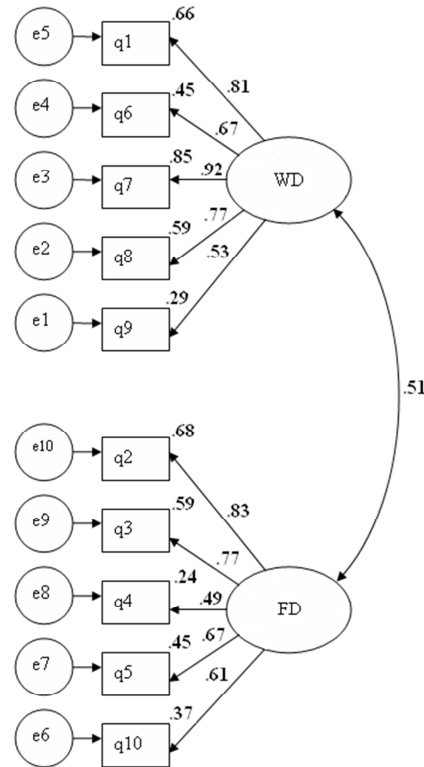 .66
e5
q1
.81
.45
e4
q6
.67
.85
e3
q7
.92
WD
.59
.77
e2
q8
.53
.29
e1
q9
.51
.68
e10
q2
.83
.59
e9
q3
.77
.24
e8
q4
.49
FD
.45
.67
e7
q5
.61
.37
e6
q10